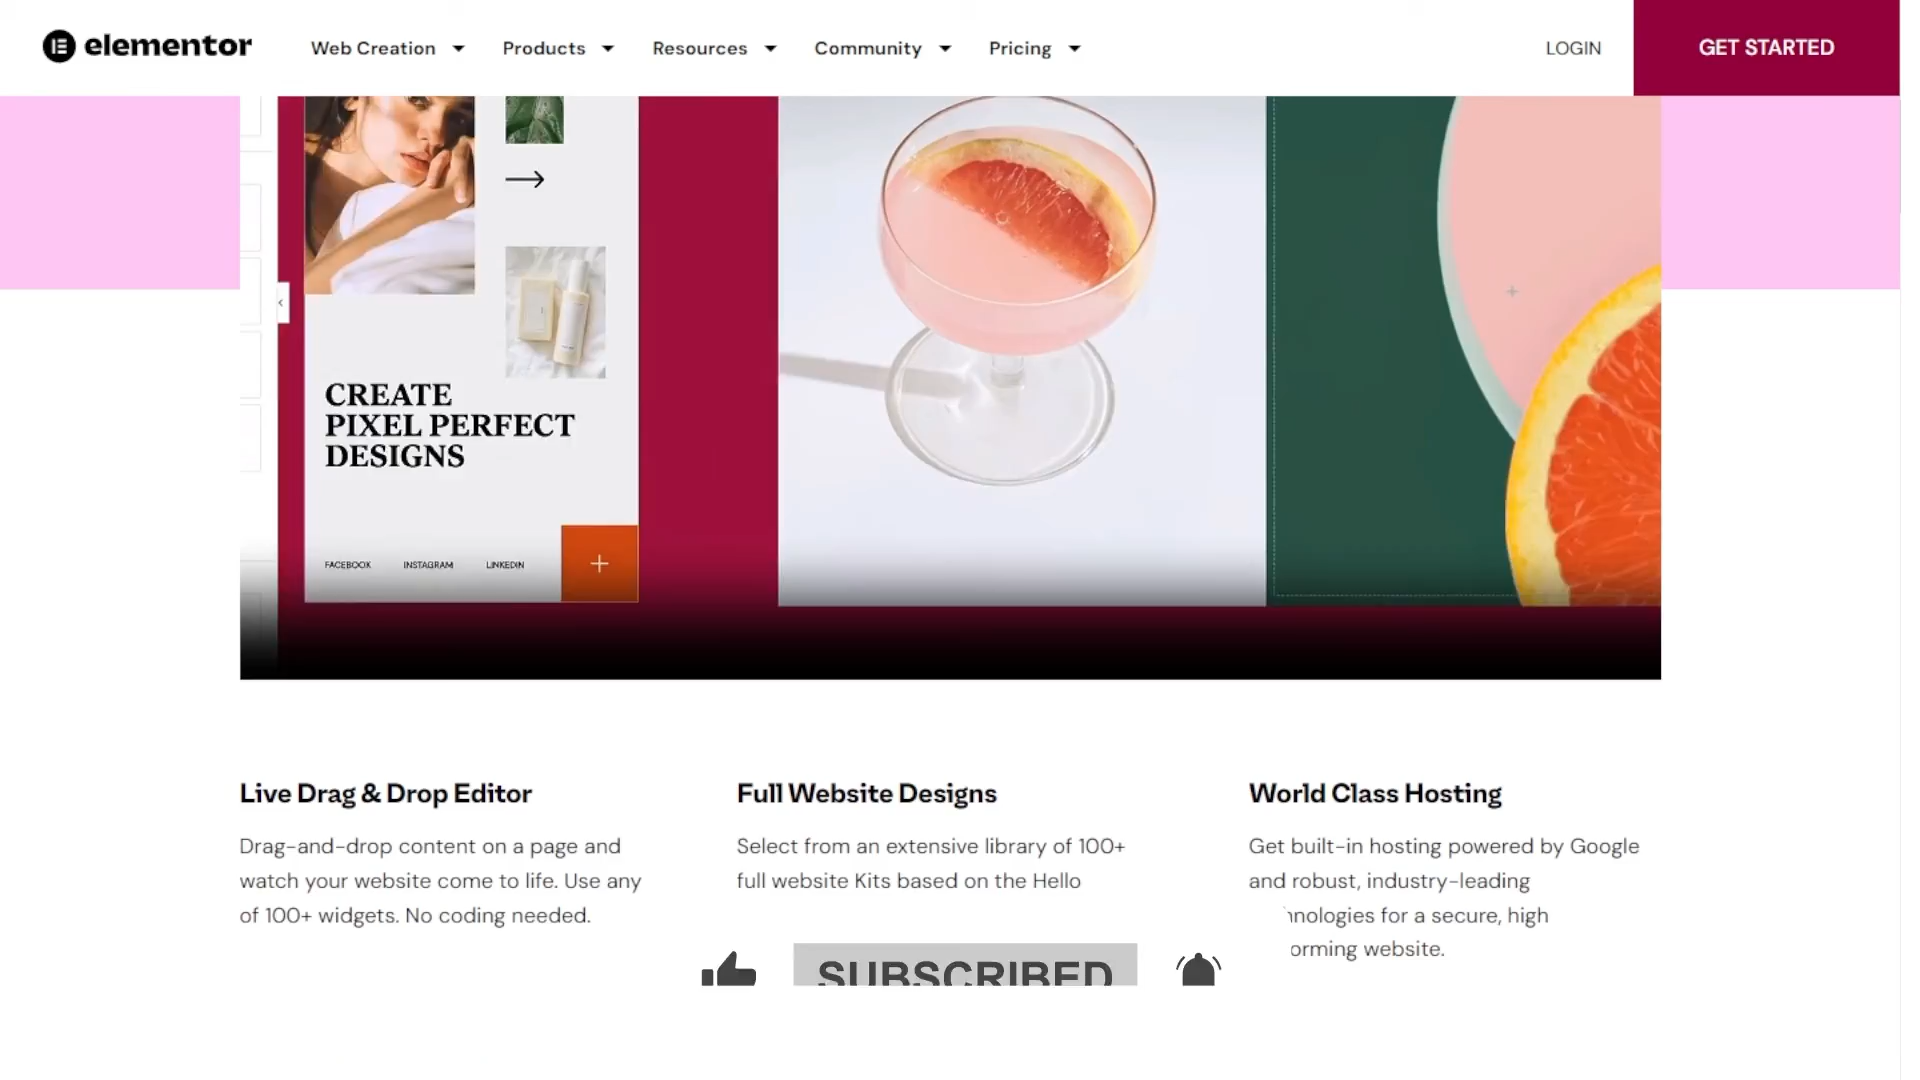 elementor
Web Creation
Products
Resources
Community
Pricing
LOGIN
GET STARTED
CREATE
PIXEL PERFECT
DESIGNS
FACEBOOK
INSTAGRAM
LINKEDIN
Live Drag & Drop Editor
Drag-and-drop content on a page and
watch your website come to life. Use any
of 100+ widgets. No coding needed.
Full Website Designs
Select from an extensive library of 100+
full website Kits based on the Hello
World Class Hosting
Get built-in hosting powered by Google
and robust, industry-leading
hnologies for a secure, high
orming website.
SUBSCRIBED